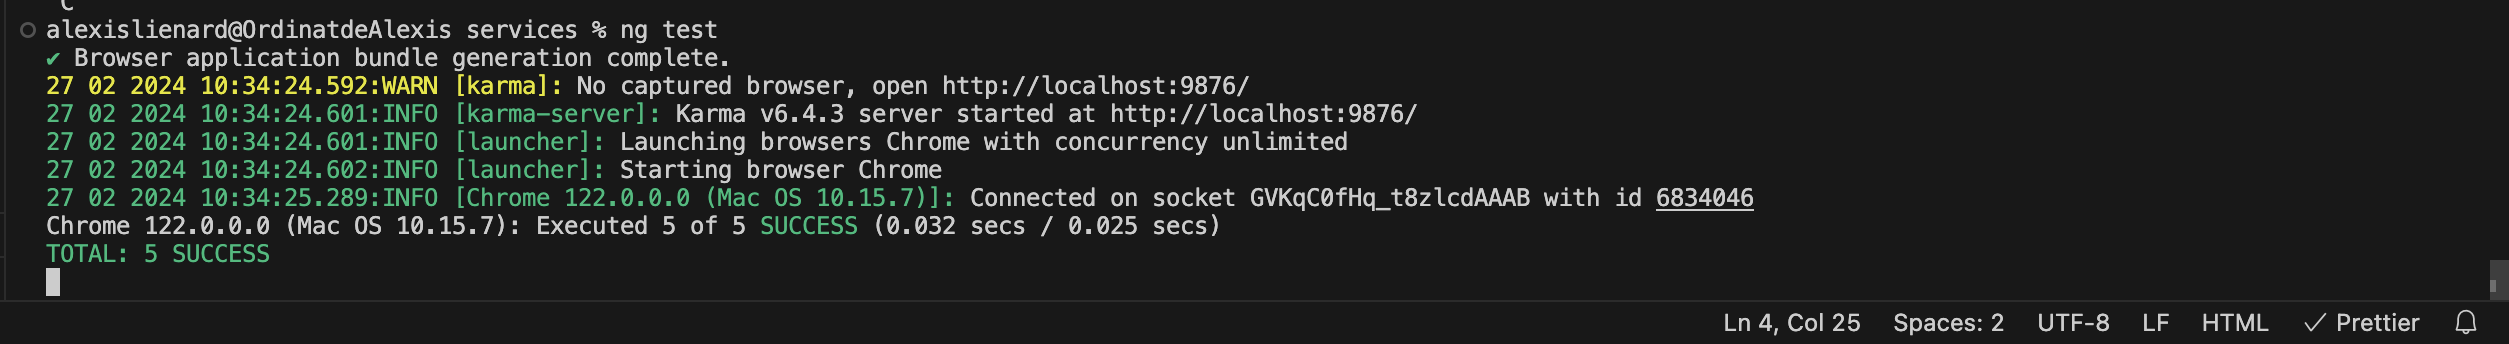 C
alexislienard@OrdinatdeAlexis services % ng test
✔ Browser application bundle generation complete.
27 02 2024 10:34:24.592:WARN [karma]: No captured browser, open http://localhost:9876/
27 02 2024 10:34:24.601:INFO [karma-server]: Karma v6.4.3 server started at http://localhost:9876/
27 02 2024 10:34:24.601:INFO [launcher]: Launching browsers Chrome with concurrency unlimited
27 02 2024 10:34:24.602:INFO [launcher]: Starting browser Chrome
27 02 2024 10:34:25.289:INFO [Chrome 122.0.0.0 (Mac OS 10.15.7)]: Connected on socket GVKqC0fHq_t8zlcdAAAB with id 6834046
Chrome 122.0.0.0 (Mac OS 10.15.7): Executed 5 of 5 SUCCESS (0.032 secs / 0.025 secs)
TOTAL: 5 SUCCESS
Ln 4, Col 25 Spaces: 2 UTF-8 LF HTML ✓ Prettier